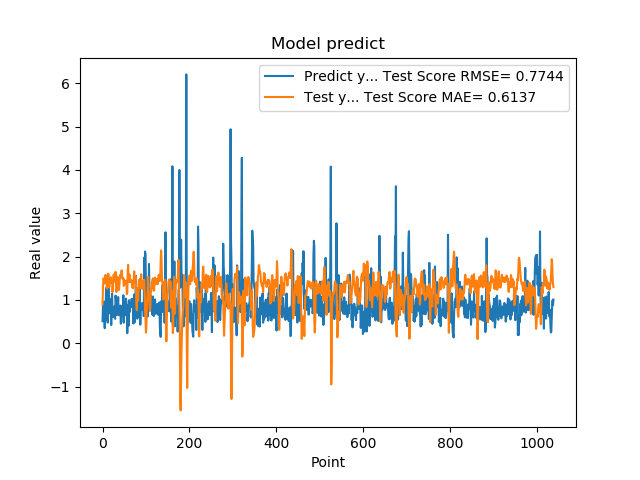 Model predict
Predict y... Test Score RMSE= 0.7744
Test y... Test Score MAE= 0.6137
Real value
6
5
4
3
2
1
0
−1
0 200 400 600 800 1000
Point